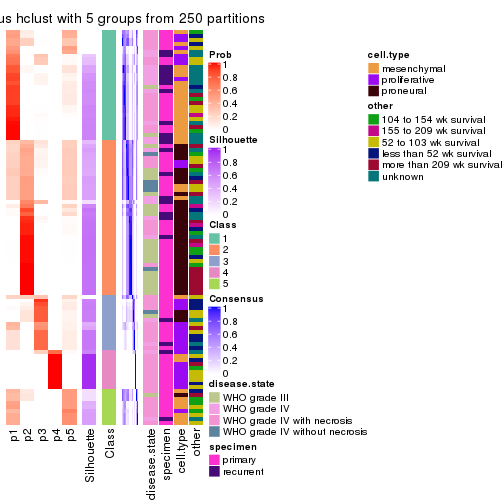 us hclust with 5 groups from 250 partitions
Prob
1
0.8
0.6
0.4
0.2
0
Silhouette
1
0.8
0.6
0.4
0.2
0
Class
1
2
3
4
5
Consensus
1
0.8
0.6
0.4
0.2
0
disease.state
WHO grade III
WHO grade IV
WHO grade IV with necrosis
WHO grade IV without necrosis
specimen
primary
recurrent
cell.type
mesenchymal
proliferative
proneural
other
104 to 154 wk survival
155 to 209 wk survival
52 to 103 wk survival
less than 52 wk survival
more than 209 wk survival
unknown
p1
p2
p3
p4
p5
Silhouette
Class
disease.state
specimen
cell.type
other